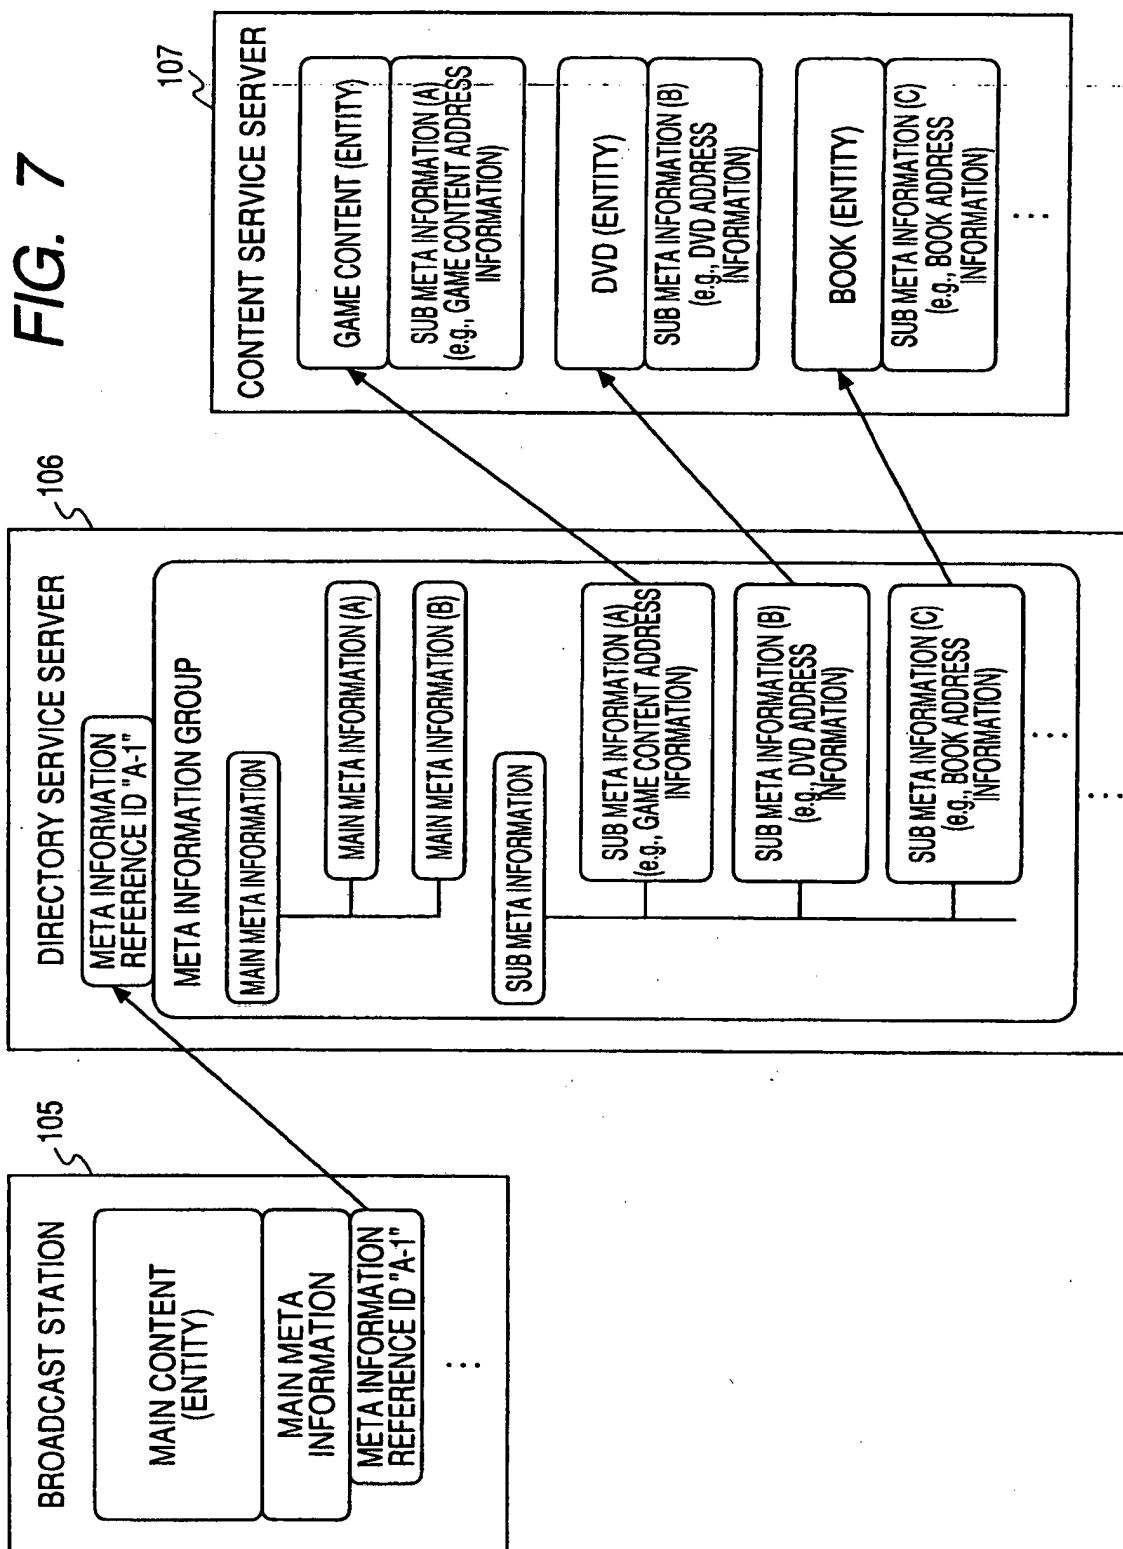 FIG. 7
BROADCAST STATION
105
MAIN CONTENT
(ENTITY)
MAIN META
INFORMATION
META INFORMATION
REFERENCE ID "A-1"
DIRECTORY SERVICE SERVER
106
META INFORMATION
REFERENCE ID "A-1"
META INFORMATION GROUP
MAIN META INFORMATION
MAIN META INFORMATION (A)
MAIN META INFORMATION (B)
SUB META INFORMATION
SUB META INFORMATION (A)
(e.g., GAME CONTENT ADDRESS
INFORMATION)
SUB META INFORMATION (B)
(e.g., DVD ADDRESS
INFORMATION)
SUB META INFORMATION (C)
(e.g., BOOK ADDRESS
INFORMATION)
CONTENT SERVICE SERVER
107
GAME CONTENT (ENTITY)
SUB META INFORMATION (A)
(e.g., GAME CONTENT ADDRESS
INFORMATION)
DVD (ENTITY)
SUB META INFORMATION (B)
(e.g., DVD ADDRESS
INFORMATION)
BOOK (ENTITY)
SUB META INFORMATION (C)
(e.g., BOOK ADDRESS
INFORMATION)